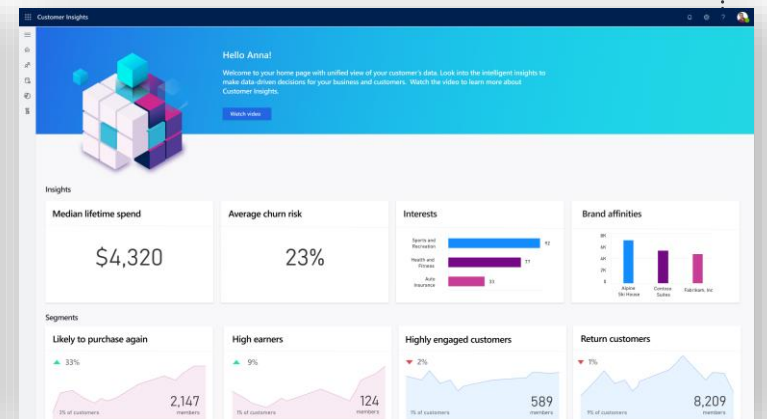 Customer Insights
?
Hello Anna!
Welcome to your home page with unified view of your customer's data. Look into the intelligent insights to
make data-driven decisions for your business and customers. Watch the video to learn more about
Customer Insights.
Watch video
Insights
Median lifetime spend
$4,320
Average churn risk
23%
Interests
Sports and
Recreation
Health and
Fitness
77
Auto
Insurance
Brand affinities
Alpine
Ski House
Contoso
Suites
Fabrikam, Inc
Segments
Likely to purchase again
33%
2,147
members
High earners
9%
124
members
1% of customers
Highly engaged customers
2%
589
members
Return customers
1%
8,209
members